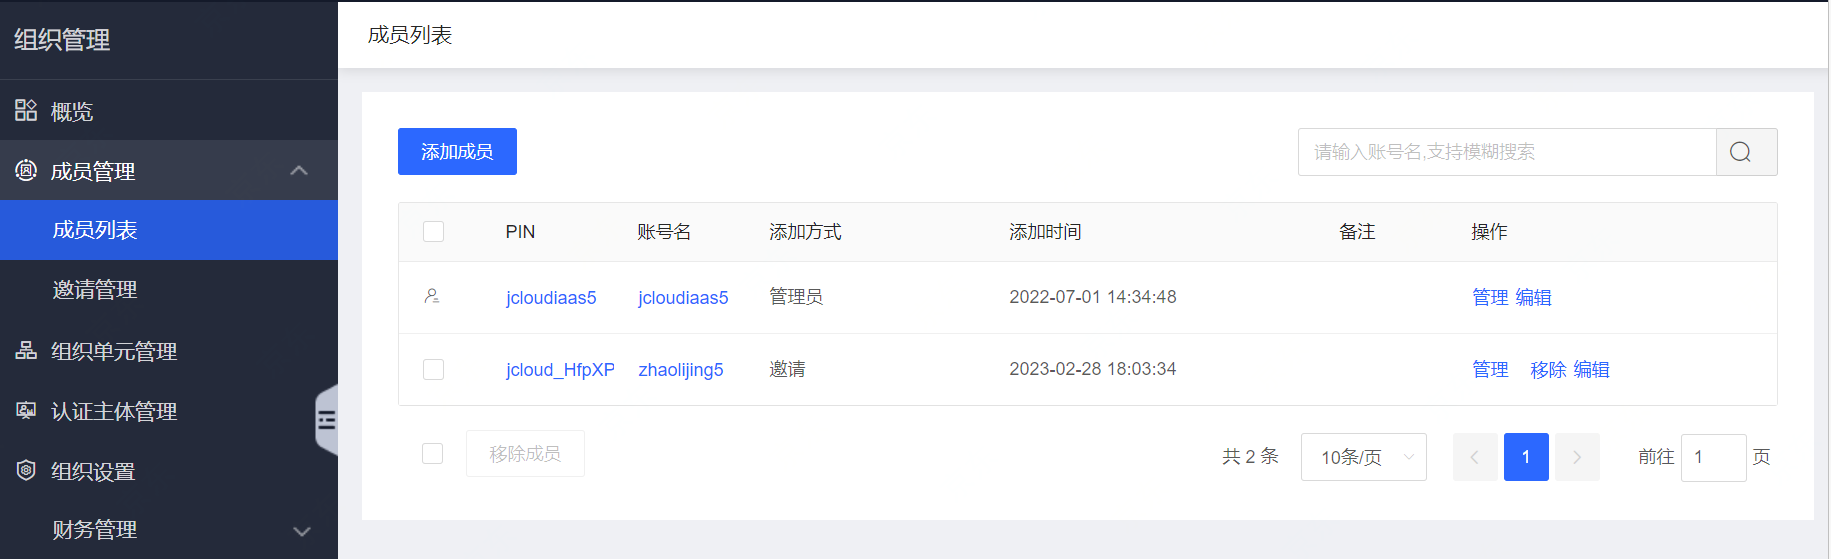 组织管理
概览
成员管理
成员列表
邀请管理
组织单元管理
认证主体管理
组织设置
财务管理
成员列表
添加成员
请输入账号名,支持模糊搜索
PIN 账号名 添加方式 添加时间 备注 操作
jcloudiaas5 jcloudiaas5 管理员 2022-07-01 14:34:48 管理 编辑
jcloud_HfpXP zhaolijing5 邀请 2023-02-28 18:03:34 管理 移除 编辑
移除成员 共 2 条 10条/页 1 前往 1 页